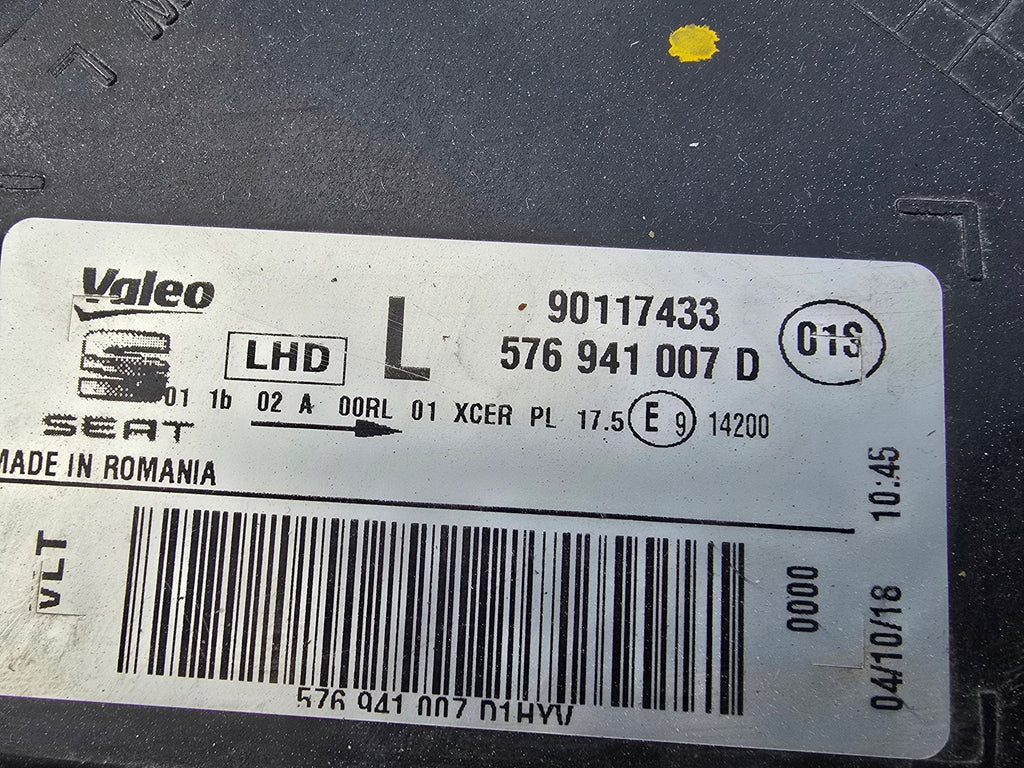 Valeo
L
90117433
LHD
576 941 007 D
01S
SEAT
01 1b 02 A 00RL 01 XCER PL 17.5 E 9 14200
MADE IN ROMANIA
VLT
0000
04/10/18 10:45
576 941 007 D1HYV